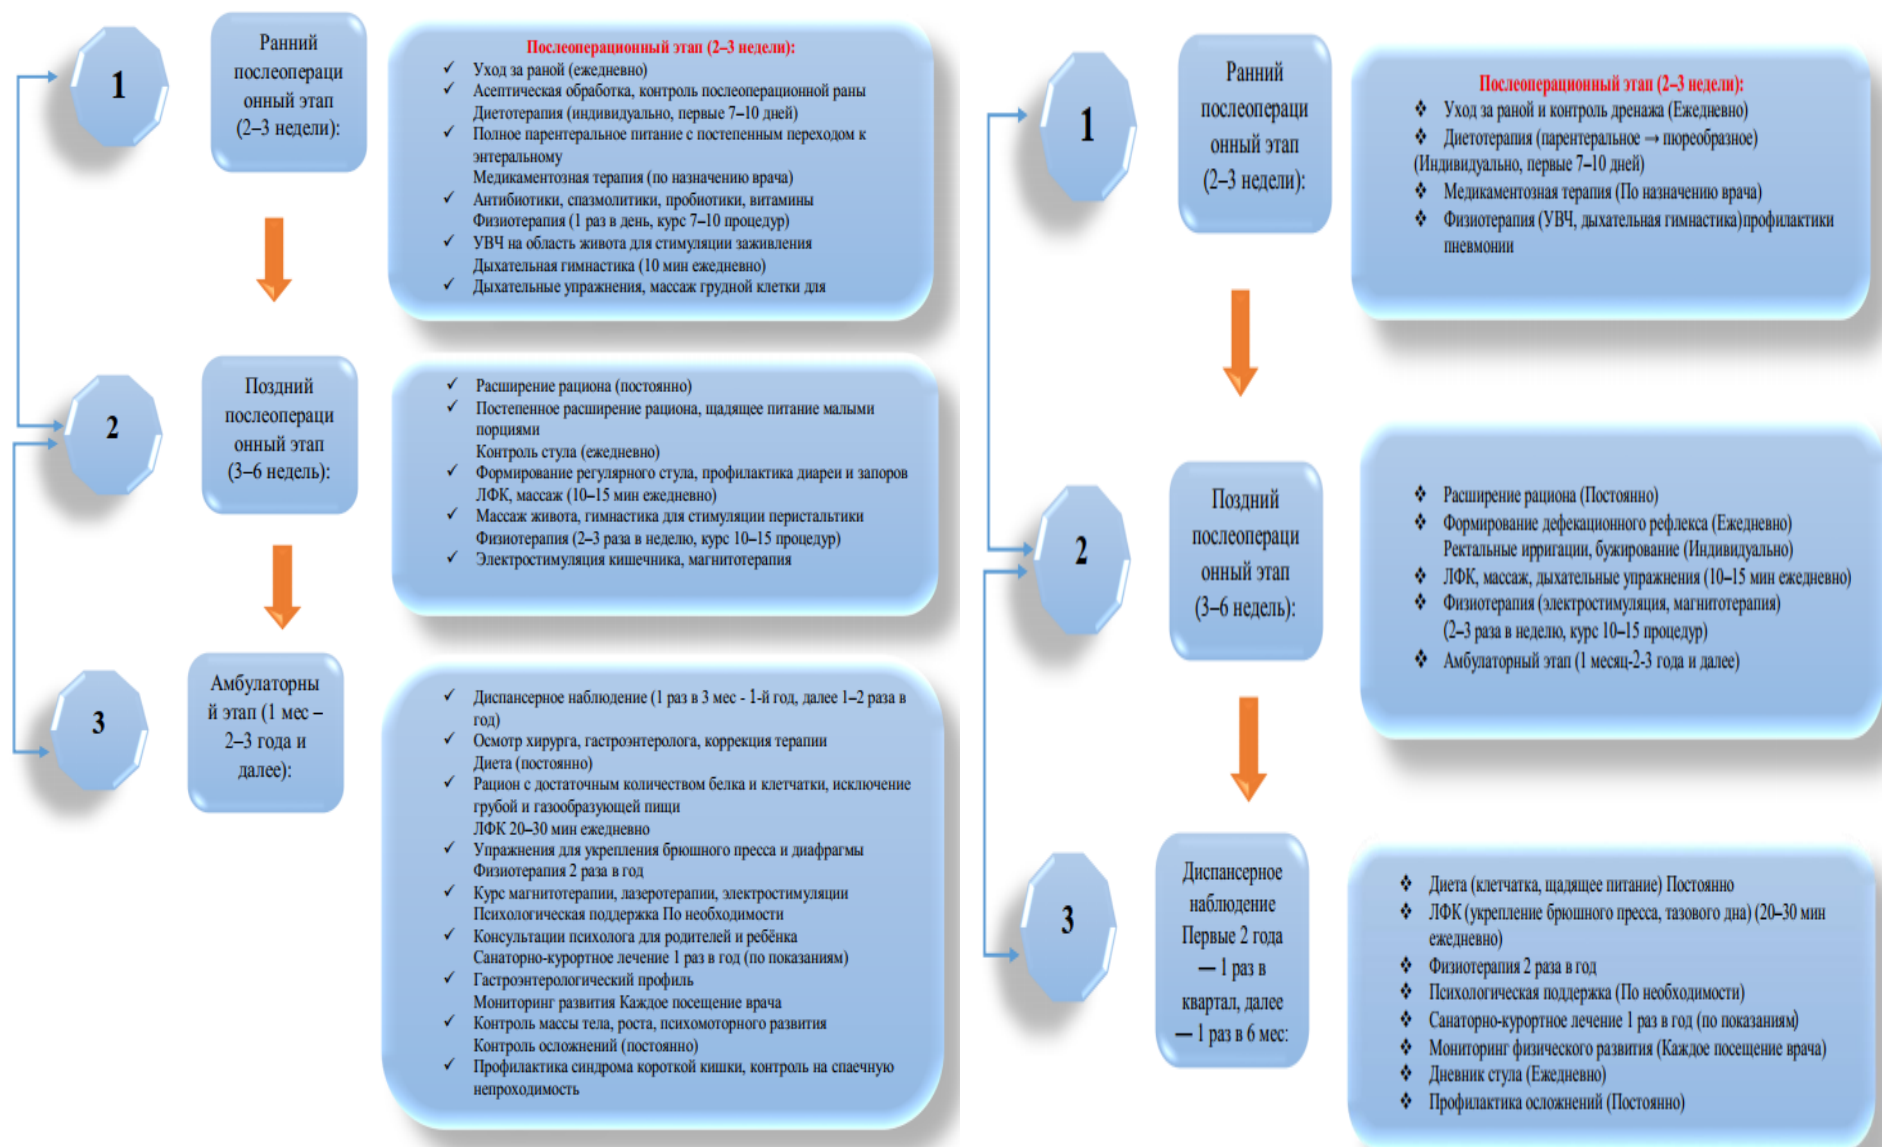 1
Ранний
послеопераци
онный этап
(2–3 недели):
Послеоперационный этап (2–3 недели):
✓ Уход за раной (ежедневно)
✓ Асептическая обработка, контроль послеоперационной раны
Диетотерапия (индивидуально, первые 7–10 дней)
✓ Полное парентеральное питание с постепенным переходом к
энтеральному
Медикаментозная терапия (по назначению врача)
✓ Антибиотики, спазмолитики, пробиотики, витамины
Физиотерапия (1 раз в день, курс 7–10 процедур)
✓ УВЧ на область живота для стимуляции заживления
Дыхательная гимнастика (10 мин ежедневно)
✓ Дыхательные упражнения, массаж грудной клетки для
2
Поздний
послеопераци
онный этап
(3–6 недель):
✓ Расширение рациона (постоянно)
✓ Постепенное расширение рациона, щадящее питание малыми
порциями
Контроль стула (ежедневно)
✓ Формирование регулярного стула, профилактика диареи и запоров
ЛФК, массаж (10–15 мин ежедневно)
✓ Массаж живота, гимнастика для стимуляции перистальтики
Физиотерапия (2–3 раза в неделю, курс 10–15 процедур)
✓ Электростимуляция кишечника, магнитотерапия
3
Амбулаторны
й этап (1 мес –
2–3 года и
далее):
✓ Диспансерное наблюдение (1 раз в 3 мес - 1-й год, далее 1–2 раза в
год)
✓ Осмотр хирурга, гастроэнтеролога, коррекция терапии
Диета (постоянно)
✓ Рацион с достаточным количеством белка и клетчатки, исключение
грубой и газообразующей пищи
ЛФК 20–30 мин ежедневно
✓ Упражнения для укрепления брюшного пресса и диафрагмы
Физиотерапия 2 раза в год
✓ Курс магнитотерапии, лазеротерапии, электростимуляции
Психологическая поддержка По необходимости
✓ Консультации психолога для родителей и ребёнка
Санаторно-курортное лечение 1 раз в год (по показаниям)
✓ Гастроэнтерологический профиль
Мониторинг развития Каждое посещение врача
✓ Контроль массы тела, роста, психомоторного развития
Контроль осложнений (постоянно)
✓ Профилактика синдрома короткой кишки, контроль на спаечную
непроходимость
1
Ранний
послеопераци
онный этап
(2–3 недели):
Послеоперационный этап (2–3 недели):
❖ Уход за раной и контроль дренажа (Ежедневно)
❖ Диетотерапия (парентеральное → пюреобразное)
(Индивидуально, первые 7–10 дней)
❖ Медикаментозная терапия (По назначению врача)
❖ Физиотерапия (УВЧ, дыхательная гимнастика)профилактики
пневмонии
2
Поздний
послеопераци
онный этап
(3–6 недель):
❖ Расширение рациона (Постоянно)
❖ Формирование дефекационного рефлекса (Ежедневно)
Ректальные ирригации, бужирование (Индивидуально)
❖ ЛФК, массаж, дыхательные упражнения (10–15 мин ежедневно)
❖ Физиотерапия (электростимуляция, магнитотерапия)
(2–3 раза в неделю, курс 10–15 процедур)
❖ Амбулаторный этап (1 месяц-2-3 года и далее)
3
Диспансерное
наблюдение
Первые 2 года
— 1 раз в
квартал, далее
— 1 раз в 6 мес:
❖ Диета (клетчатка, щадящее питание) Постоянно
❖ ЛФК (укрепление брюшного пресса, тазового дна) (20–30 мин
ежедневно)
❖ Физиотерапия 2 раза в год
❖ Психологическая поддержка (По необходимости)
❖ Санаторно-курортное лечение 1 раз в год (по показаниям)
❖ Мониторинг физического развития (Каждое посещение врача)
❖ Дневник стула (Ежедневно)
❖ Профилактика осложнений (Постоянно)